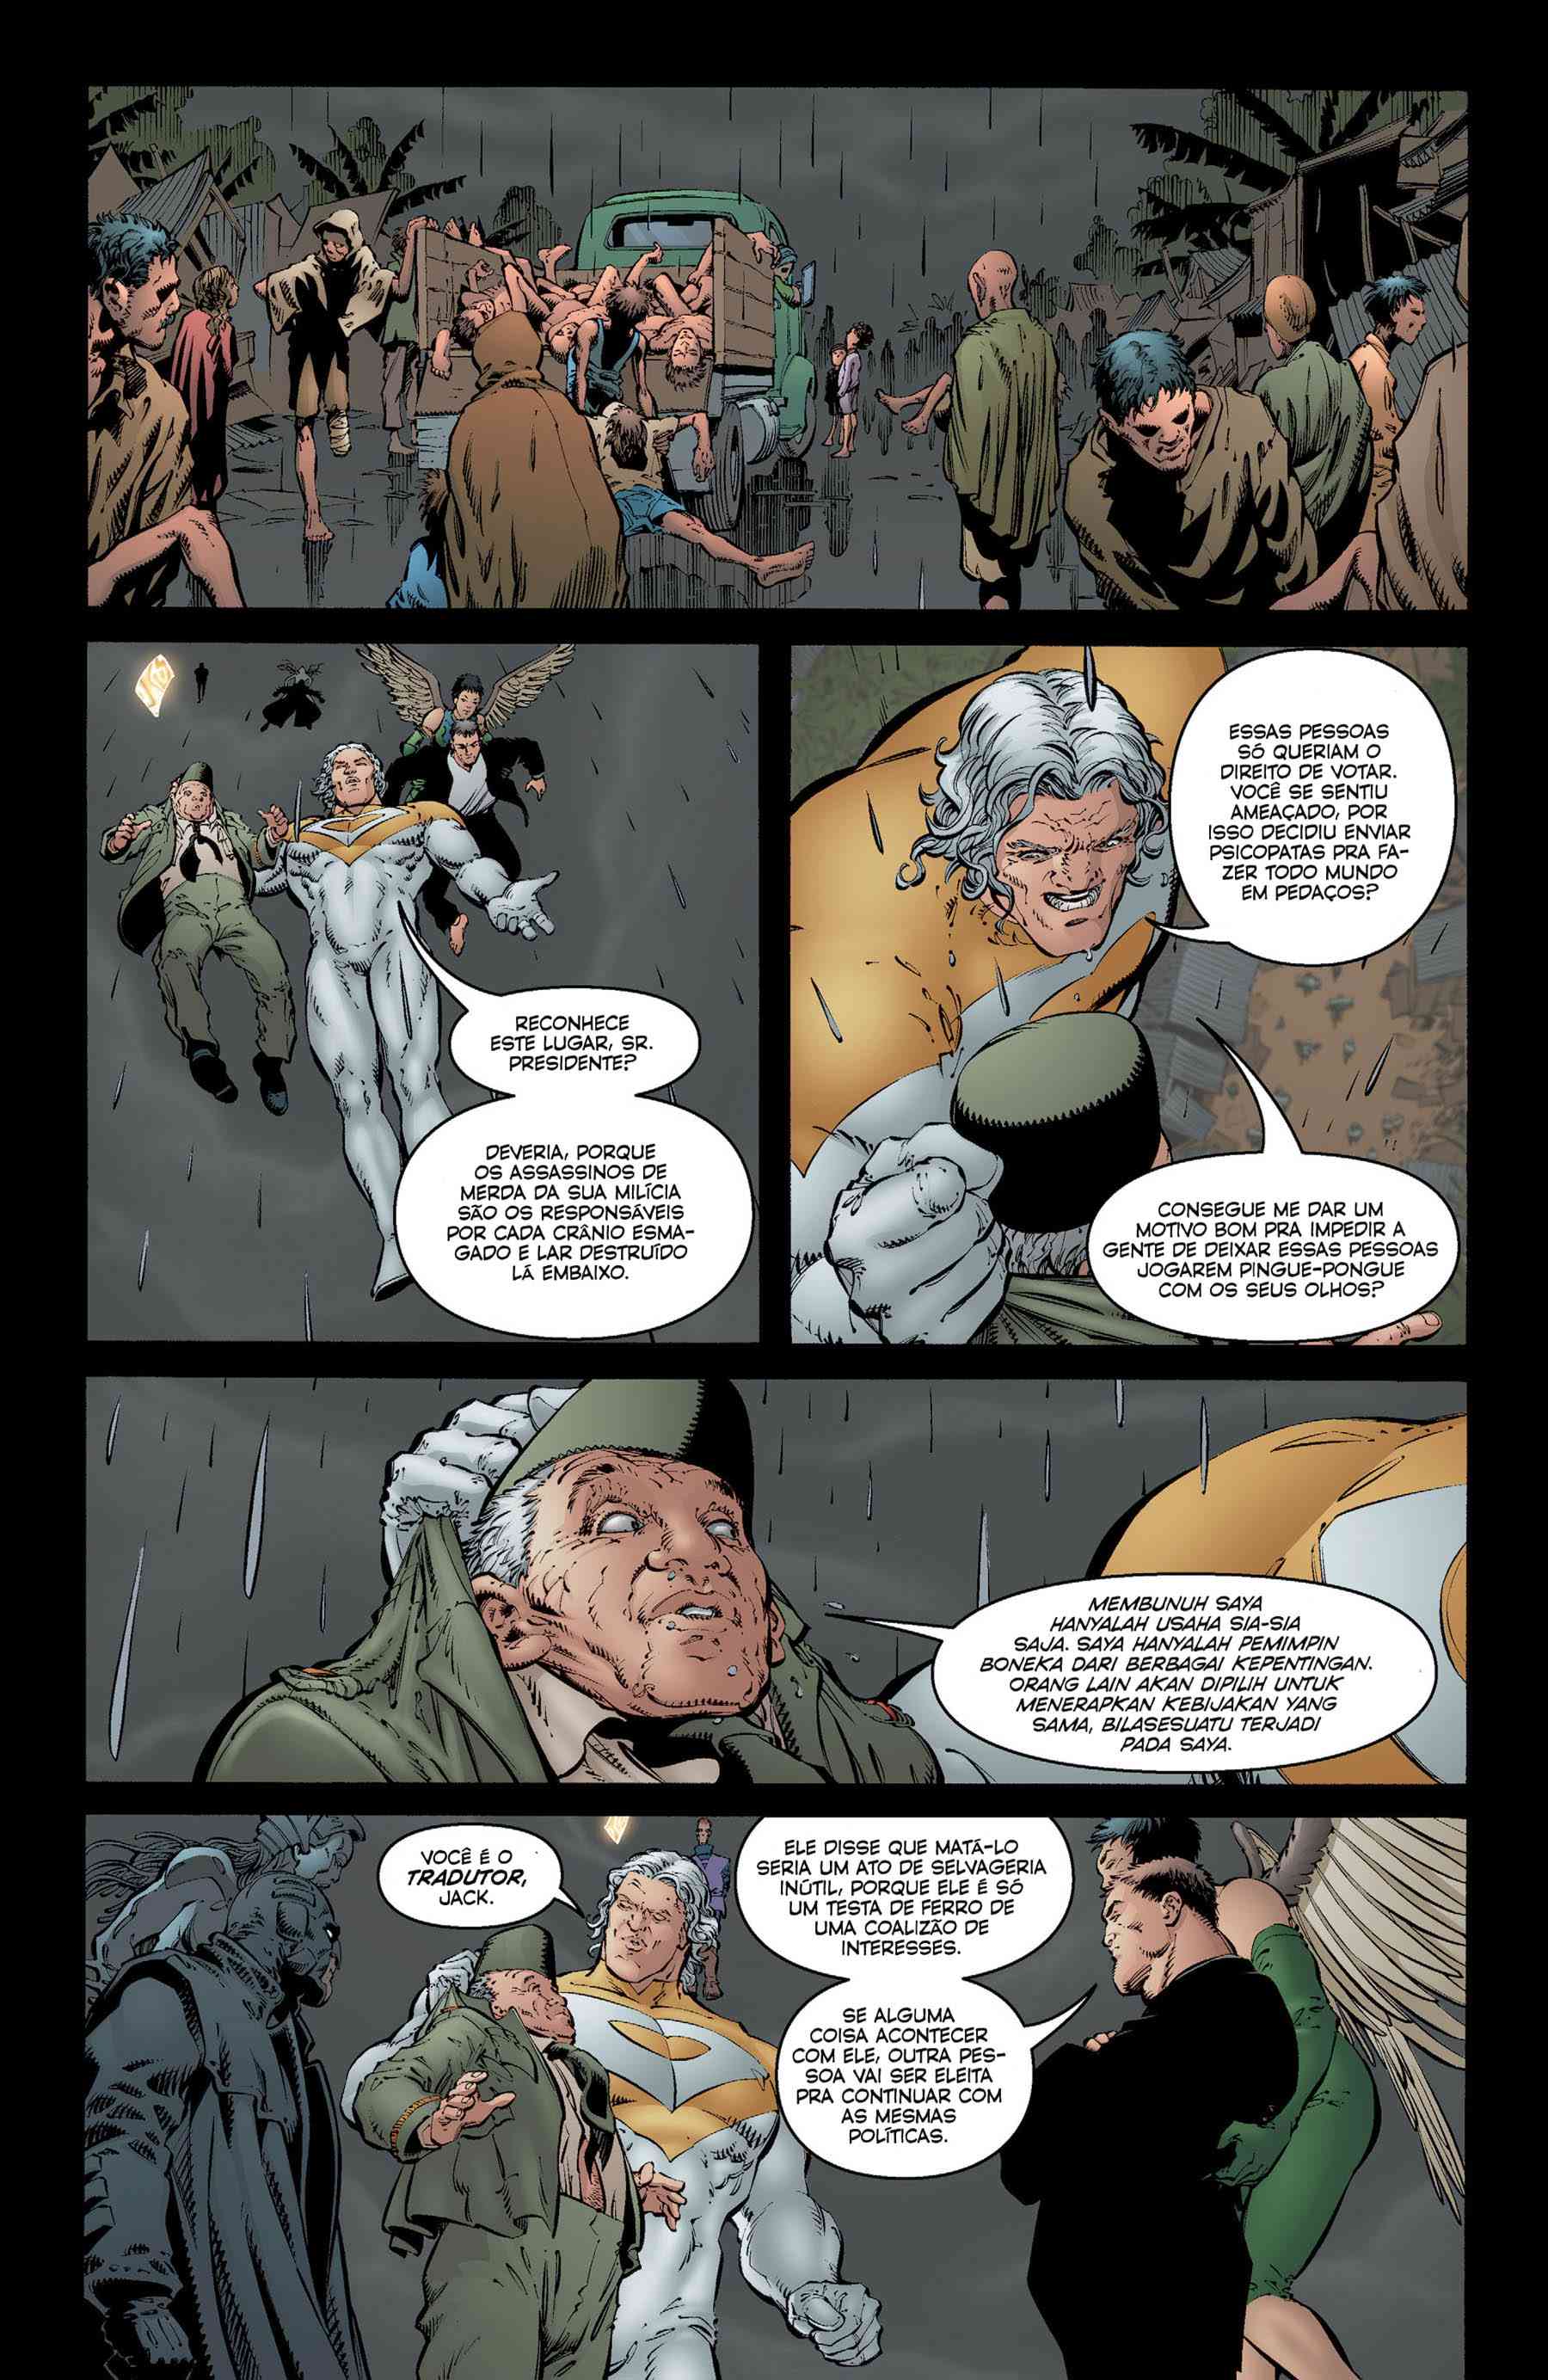 RECONHECE
ESTE LUGAR, SR.
PRESIDENTE?
DEVERIA, PORQUE
OS ASSASSINOS DE
MERDA DA SUA MILÍCIA
SÃO OS RESPONSÁVEIS
POR CADA CRÂNIO ESMA-
GADO E LAR DESTRUÍDO
LÁ EMBAIXO.
ESSAS PESSOAS
SÓ QUERIAM O
DIREITO DE VOTAR.
VOCÊ SE SENTIU
AMEAÇADO, POR
ISSO DECIDIU ENVIAR
PSICOPATAS PRA FA-
ZER TODO MUNDO
EM PEDAÇOS?
CONSEGUE ME DAR UM
MOTIVO BOM PRA IMPEDIR A
GENTE DE DEIXAR ESSAS PESSOAS
JOGAREM PINGUE-PONGUE
COM OS SEUS OLHOS?
MEMBUNUH SAYA
HANYALAH USAHA SIA-SIA
SAJA. SAYA HANYALAH PEMIMPIN
BONEKA DARI BERBAGAI KEPENTINGAN.
ORANG LAIN AKAN DIPILIH UNTUK
MENERAPKAN KEBIJAKAN YANG
SAMA, BILASESUATU TERJADI
PADA SAYA.
VOCÊ É O
TRADUTOR,
JACK.
ELE DISSE QUE MATÁ-LO
SERIA UM ATO DE SELVAGERIA
INÚTIL, PORQUE ELE É SÓ
UM TESTA DE FERRO DE
UMA COALIZÃO DE
INTERESSES.
SE ALGUMA
COISA ACONTECER
COM ELE, OUTRA PES-
SOA VAI SER ELEITA
PRA CONTINUAR COM
AS MESMAS
POLÍTICAS.